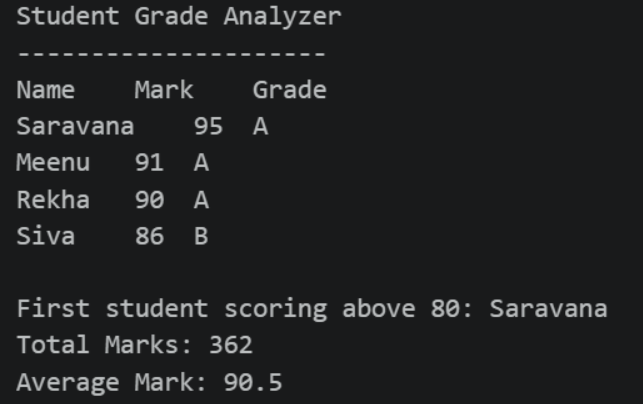 Student Grade Analyzer
---------------------
Name    Mark    Grade
Saravana    95  A
Meenu   91  A
Rekha   90  A
Siva    86  B

First student scoring above 80: Saravana
Total Marks: 362
Average Mark: 90.5